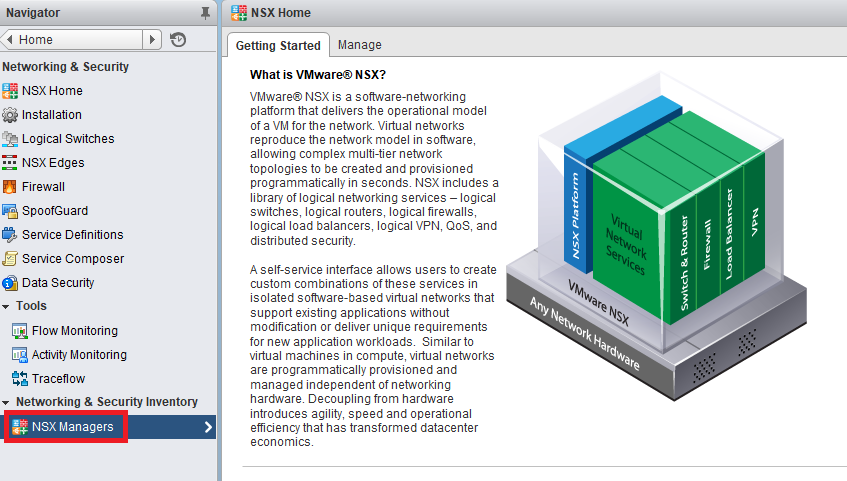 Navigator
Home
Networking & Security
NSX Home
Installation
Logical Switches
NSX Edges
Firewall
SpoofGuard
Service Definitions
Service Composer
Data Security
Tools
Flow Monitoring
Activity Monitoring
Traceflow
Networking & Security Inventory
NSX Managers
NSX Home
Getting Started
Manage
What is VMware® NSX?
VMware® NSX is a software-networking
platform that delivers the operational model
of a VM for the network. Virtual networks
reproduce the network model in software,
allowing complex multi-tier network
topologies to be created and provisioned
programmatically in seconds. NSX includes a
library of logical networking services – logical
switches, logical routers, logical firewalls,
logical load balancers, logical VPN, QoS, and
distributed security.
A self-service interface allows users to create
custom combinations of these services in
isolated software-based virtual networks that
support existing applications without
modification or deliver unique requirements
for new application workloads.  Similar to
virtual machines in compute, virtual networks
are programmatically provisioned and
managed independent of networking
hardware. Decoupling from hardware
introduces agility, speed and operational
efficiency that has transformed datacenter
economics.
NSX Platform
Virtual
Network
Services
Switch & Router
Firewall
Load Balancer
VPN
VMware NSX
Any Network Hardware